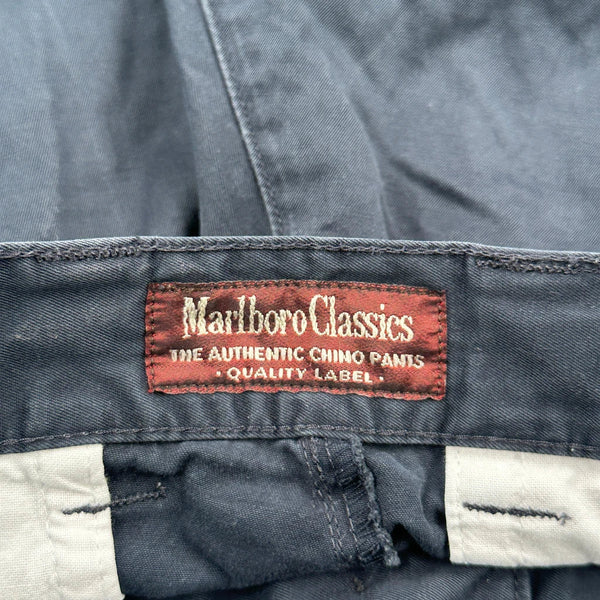 Marlboro Classics
THE AUTHENTIC CHINO PANTS
· QUALITY LABEL ·